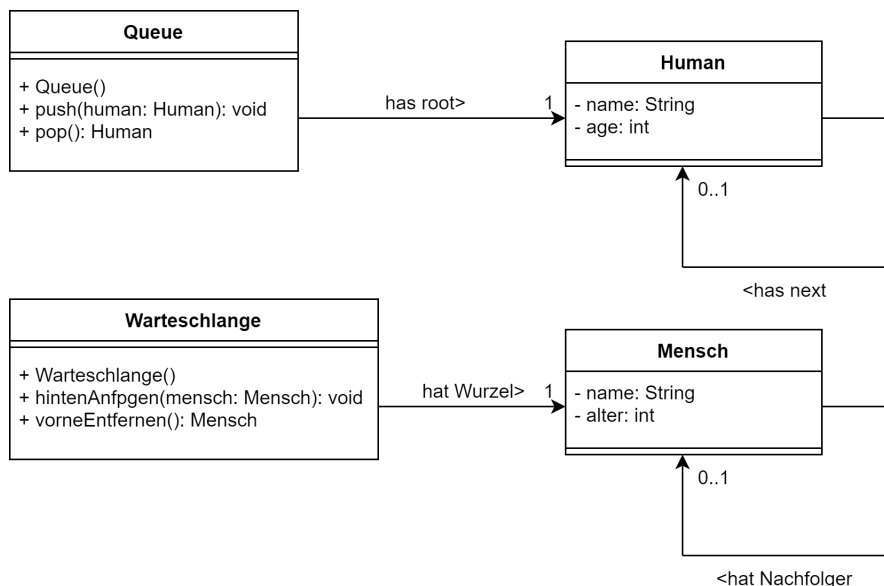 Queue
+ Queue()
+ push(human: Human): void
+ pop(): Human
has root>
1
Human
- name: String
- age: int
0..1
<has next
Warteschlange
+ Warteschlange()
+ hintenAnfpgen(mensch: Mensch): void
+ vorneEntfernen(): Mensch
hat Wurzel>
1
Mensch
- name: String
- alter: int
0..1
<hat Nachfolger